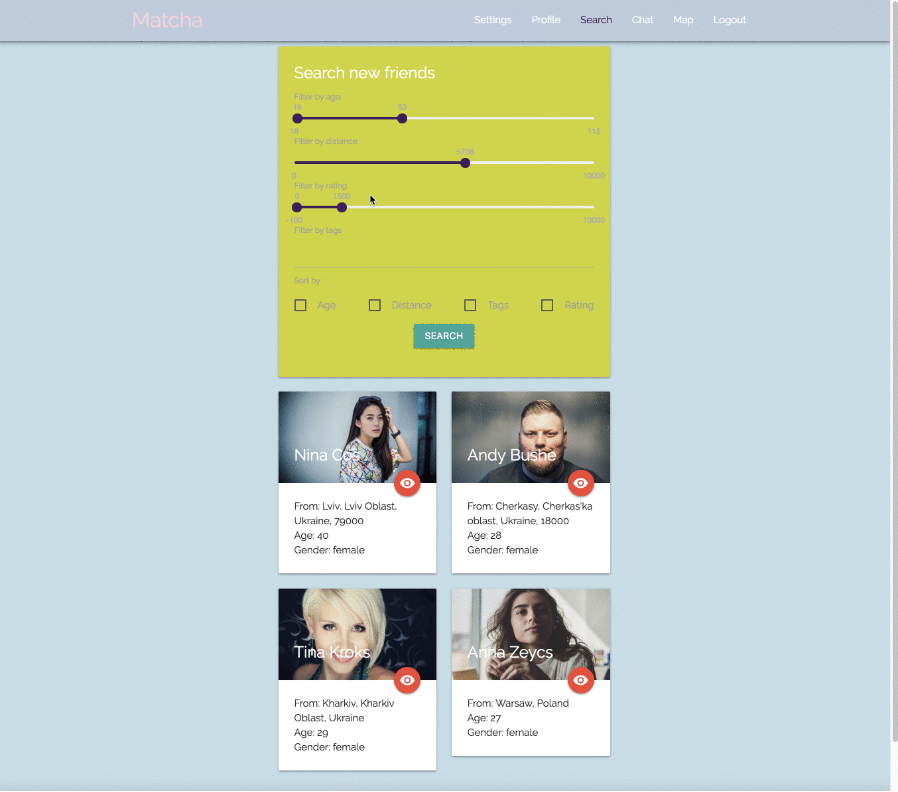 Matcha
Settings Profile Search Chat Map Logout
Search new friends
Filter by age
19 53
18 115
Filter by distance
5708
0 10000
Filter by rating
0 1500
-100 10000
Filter by tags
Sort by
Age Distance Tags Rating
SEARCH
Nina Cos
From: Lviv, Lviv Oblast,
Ukraine, 79000
Age: 40
Gender: female
Andy Bushe
From: Cherkasy, Cherkas'ka
oblast, Ukraine, 18000
Age: 28
Gender: female
Tina Kroks
From: Kharkiv, Kharkiv
Oblast, Ukraine
Age: 29
Gender: female
Anna Zeycs
From: Warsaw, Poland
Age: 27
Gender: female